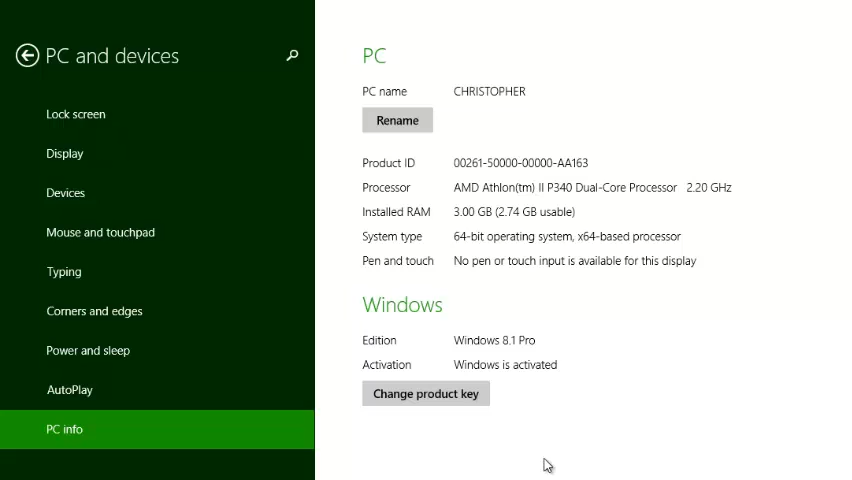 PC and devices
Lock screen
Display
Devices
Mouse and touchpad
Typing
Corners and edges
Power and sleep
AutoPlay
PC info
PC
PC name CHRISTOPHER
Rename
Product ID 00261-50000-00000-AA163
Processor AMD Athlon(tm) II P340 Dual-Core Processor 2.20 GHz
Installed RAM 3.00 GB (2.74 GB usable)
System type 64-bit operating system, x64-based processor
Pen and touch No pen or touch input is available for this display
Windows
Edition Windows 8.1 Pro
Activation Windows is activated
Change product key